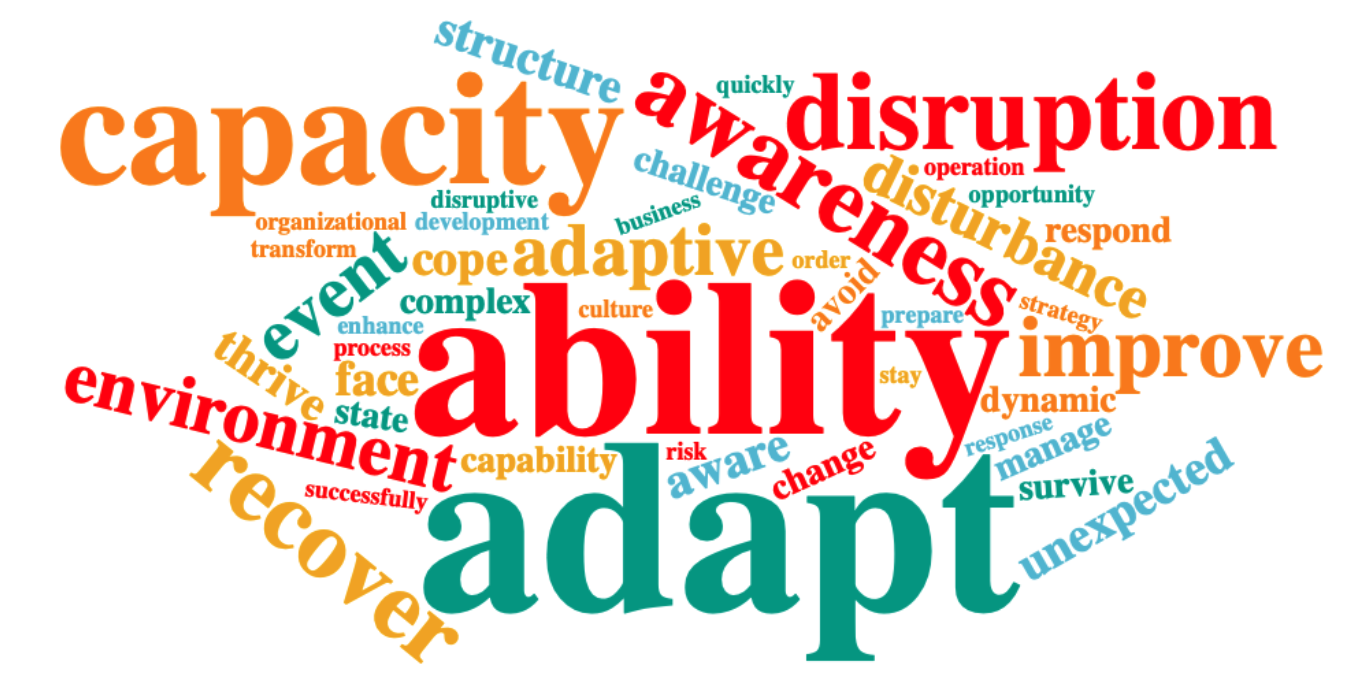 structure
quickly
capacity
awareness
disruption
challenge
operation
disturbance
opportunity
disruptive
business
organizational
development
respond
transform
event
cope
adaptive
order
avoid
complex
culture
prepare
strategy
enhance
ability
improve
process
thrive
face
stay
environment
state
dynamic
response
manage
recover
capability
risk
aware
change
unexpected
successfully
adapt
survive